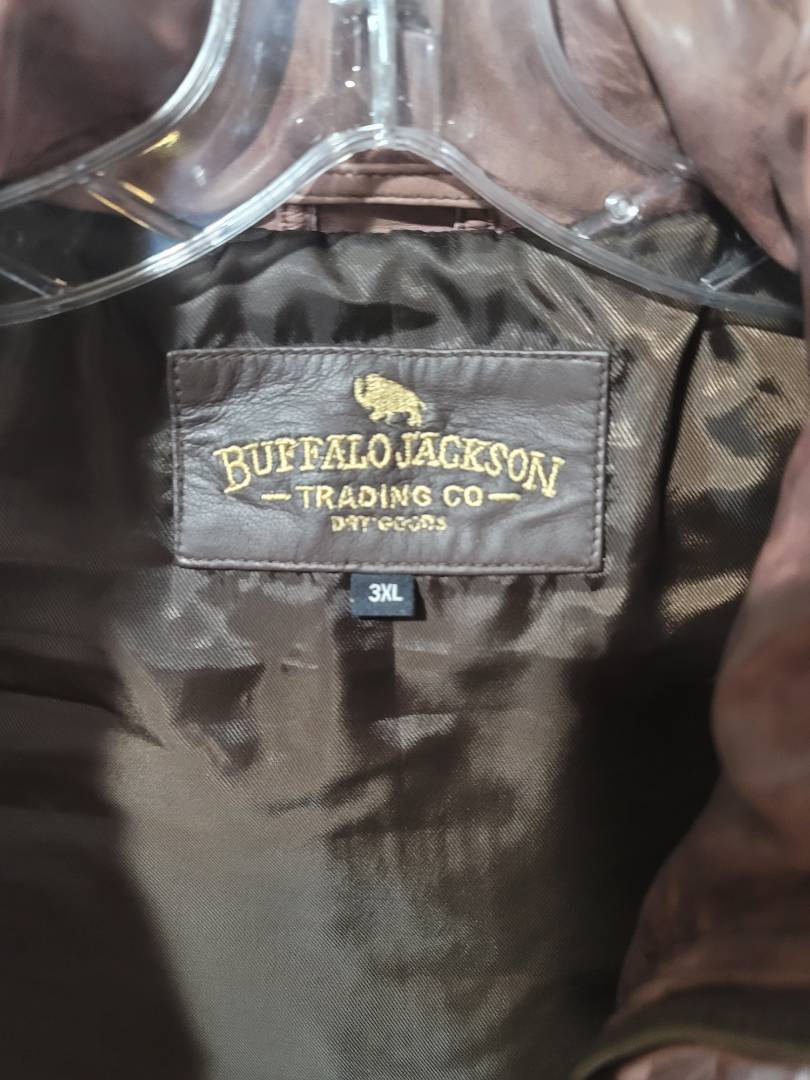 BUFFALO JACKSON
— TRADING CO —
DRY GOODS
3XL